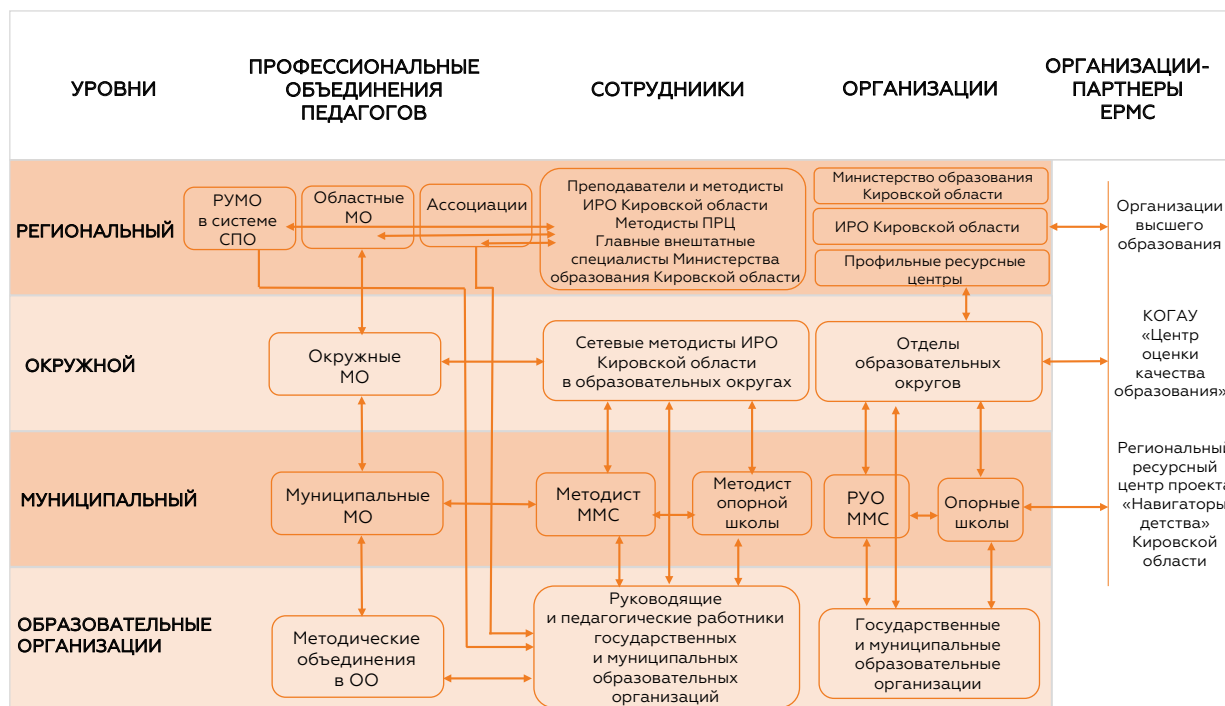 УРОВНИ
ПРОФЕССИОНАЛЬНЫЕ
ОБЪЕДИНЕНИЯ
ПЕДАГОГОВ
СОТРУДНИИКИ
ОРГАНИЗАЦИИ
ОРГАНИЗАЦИИ-
ПАРТНЕРЫ
ЕРМС
РЕГИОНАЛЬНЫЙ
РУМО
в системе
СПО
Областные
МО
Ассоциации
Преподаватели и методисты
ИРО Кировской области
Методисты ПРЦ
Главные внештатные
специалисты Министерства
образования Кировской области
Министерство образования
Кировской области
ИРО Кировской области
Профильные ресурсные
центры
Организации
высшего
образования
ОКРУЖНОЙ
Окружные
МО
Сетевые методисты ИРО
Кировской области
в образовательных округах
Отделы
образовательных
округов
КОГАУ
«Центр
оценки
качества
образования»
МУНИЦИПАЛЬНЫЙ
Муниципальные
МО
Методист
ММС
Методист
опорной
школы
РУО
ММС
Опорные
школы
Региональный
ресурсный
центр проекта
«Навигаторы
детства»
Кировской
области
ОБРАЗОВАТЕЛЬНЫЕ
ОРГАНИЗАЦИИ
Методические
объединения
в ОО
Руководящие
и педагогические работники
государственных
и муниципальных
образовательных
организаций
Государственные
и муниципальные
образовательные
организации